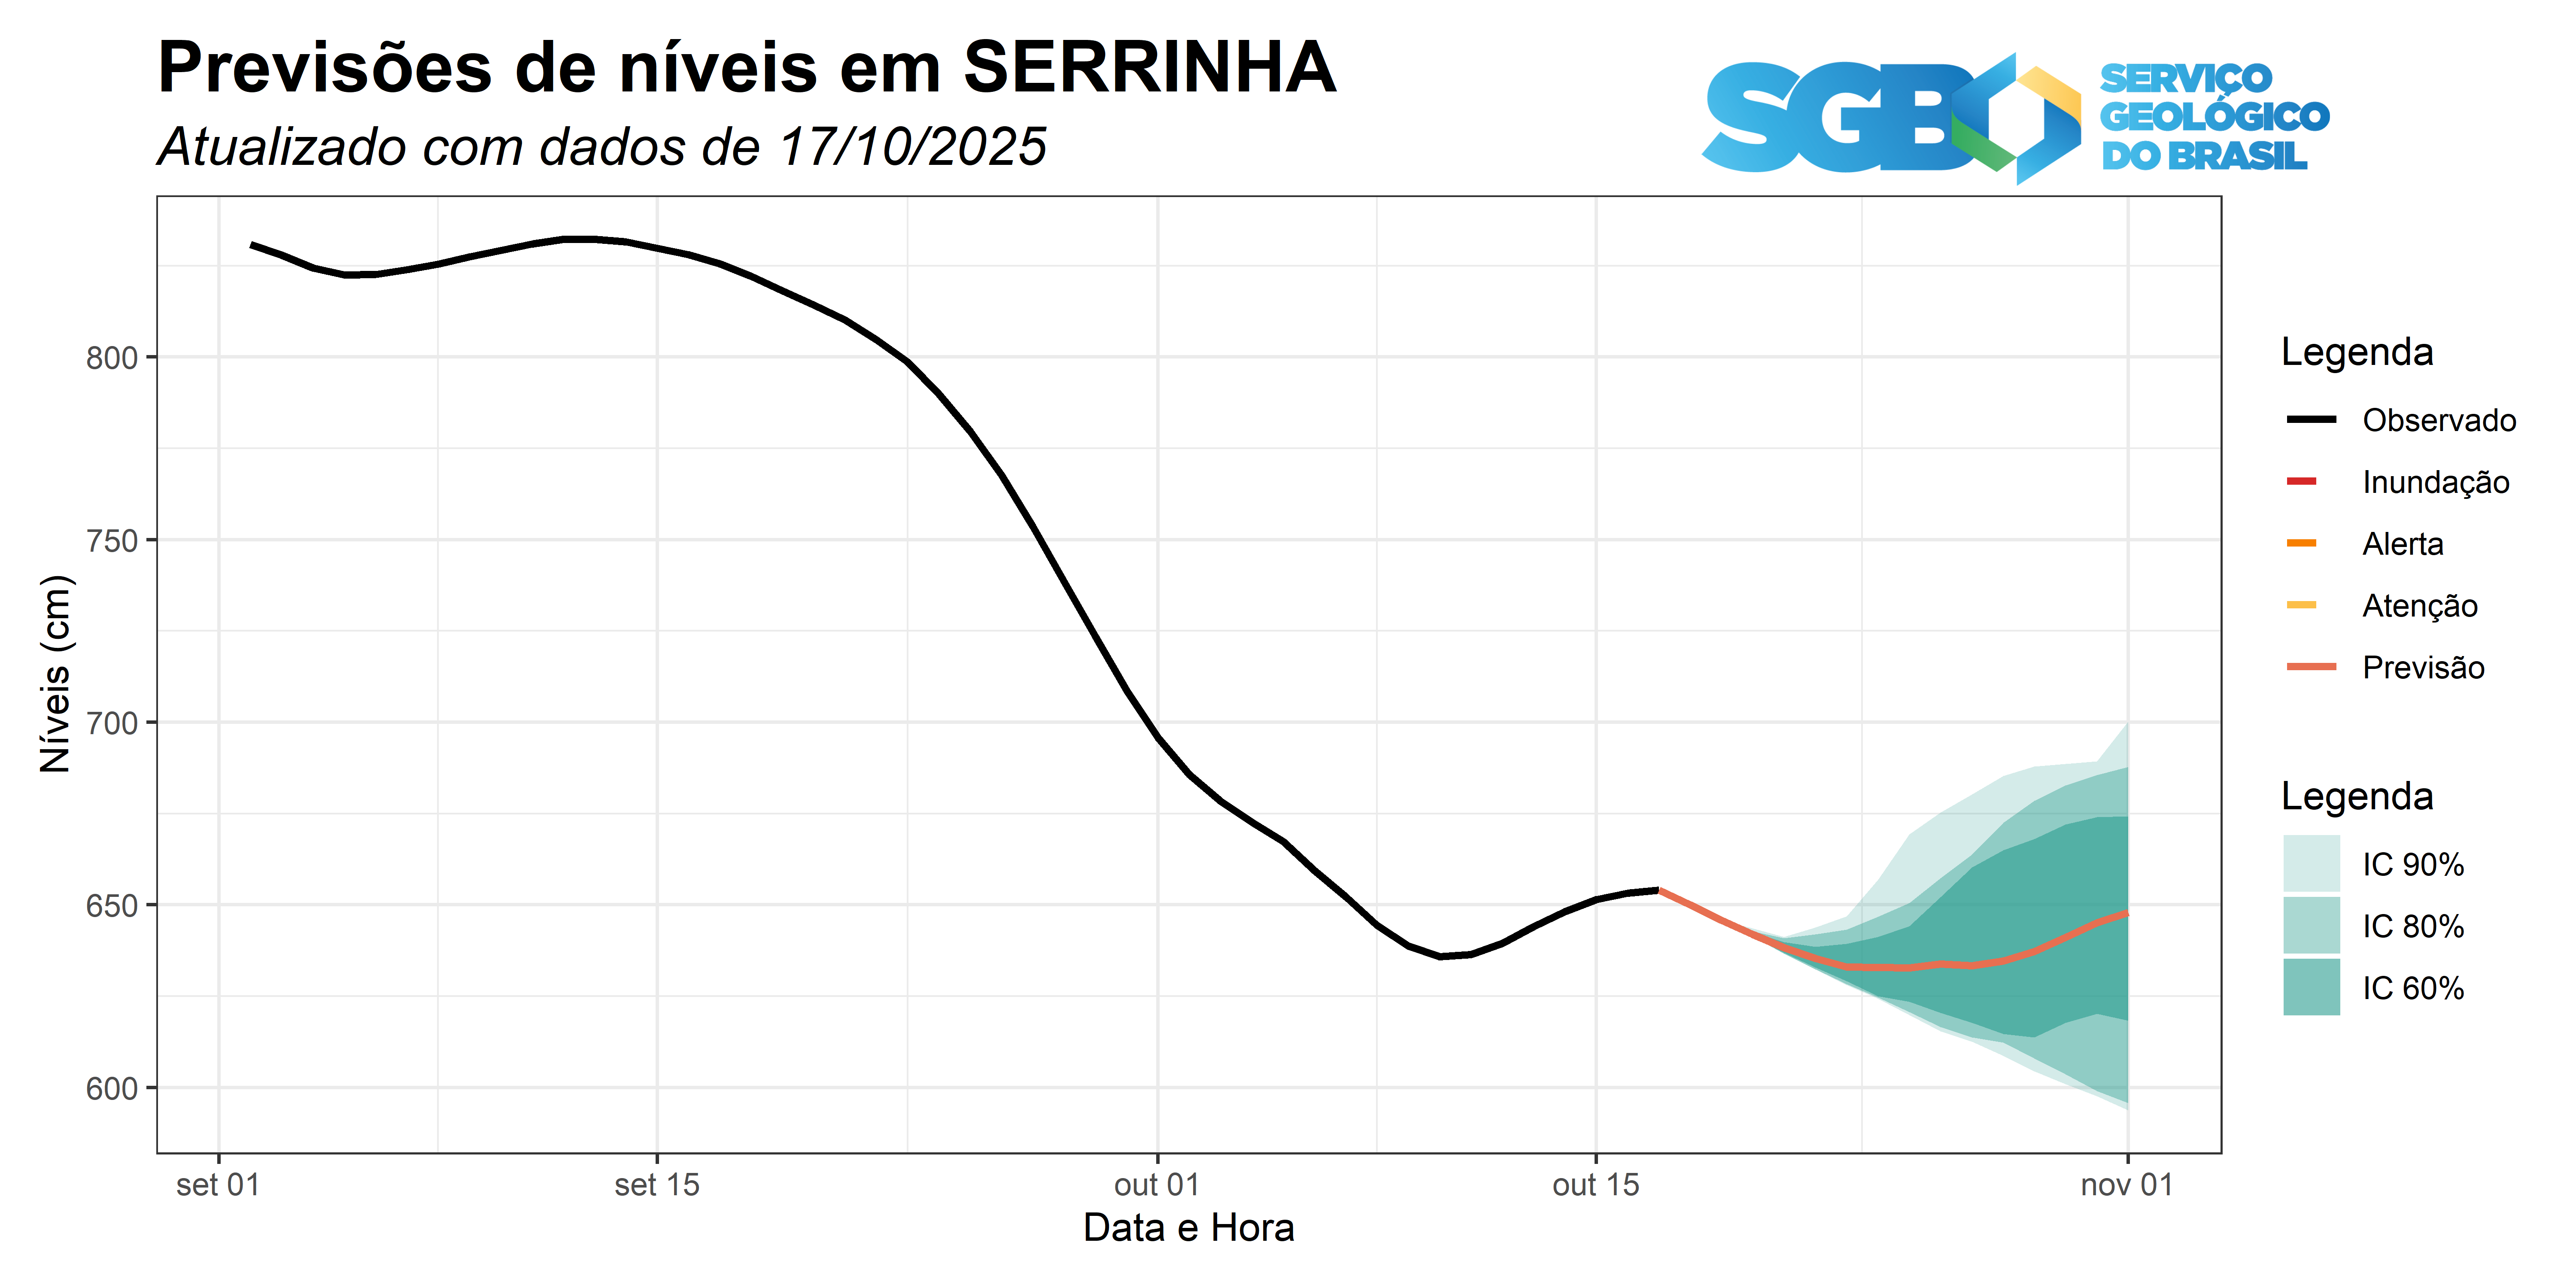 Previsões de níveis em SERRINHA
Atualizado com dados de 17/10/2025
SGB
SERVIÇO
GEOLÓGICO
DO BRASIL
Níveis (cm)
800
750
700
650
600
set 01
set 15
out 01
out 15
nov 01
Data e Hora
Legenda
Observado
Inundação
Alerta
Atenção
Previsão
Legenda
IC 90%
IC 80%
IC 60%